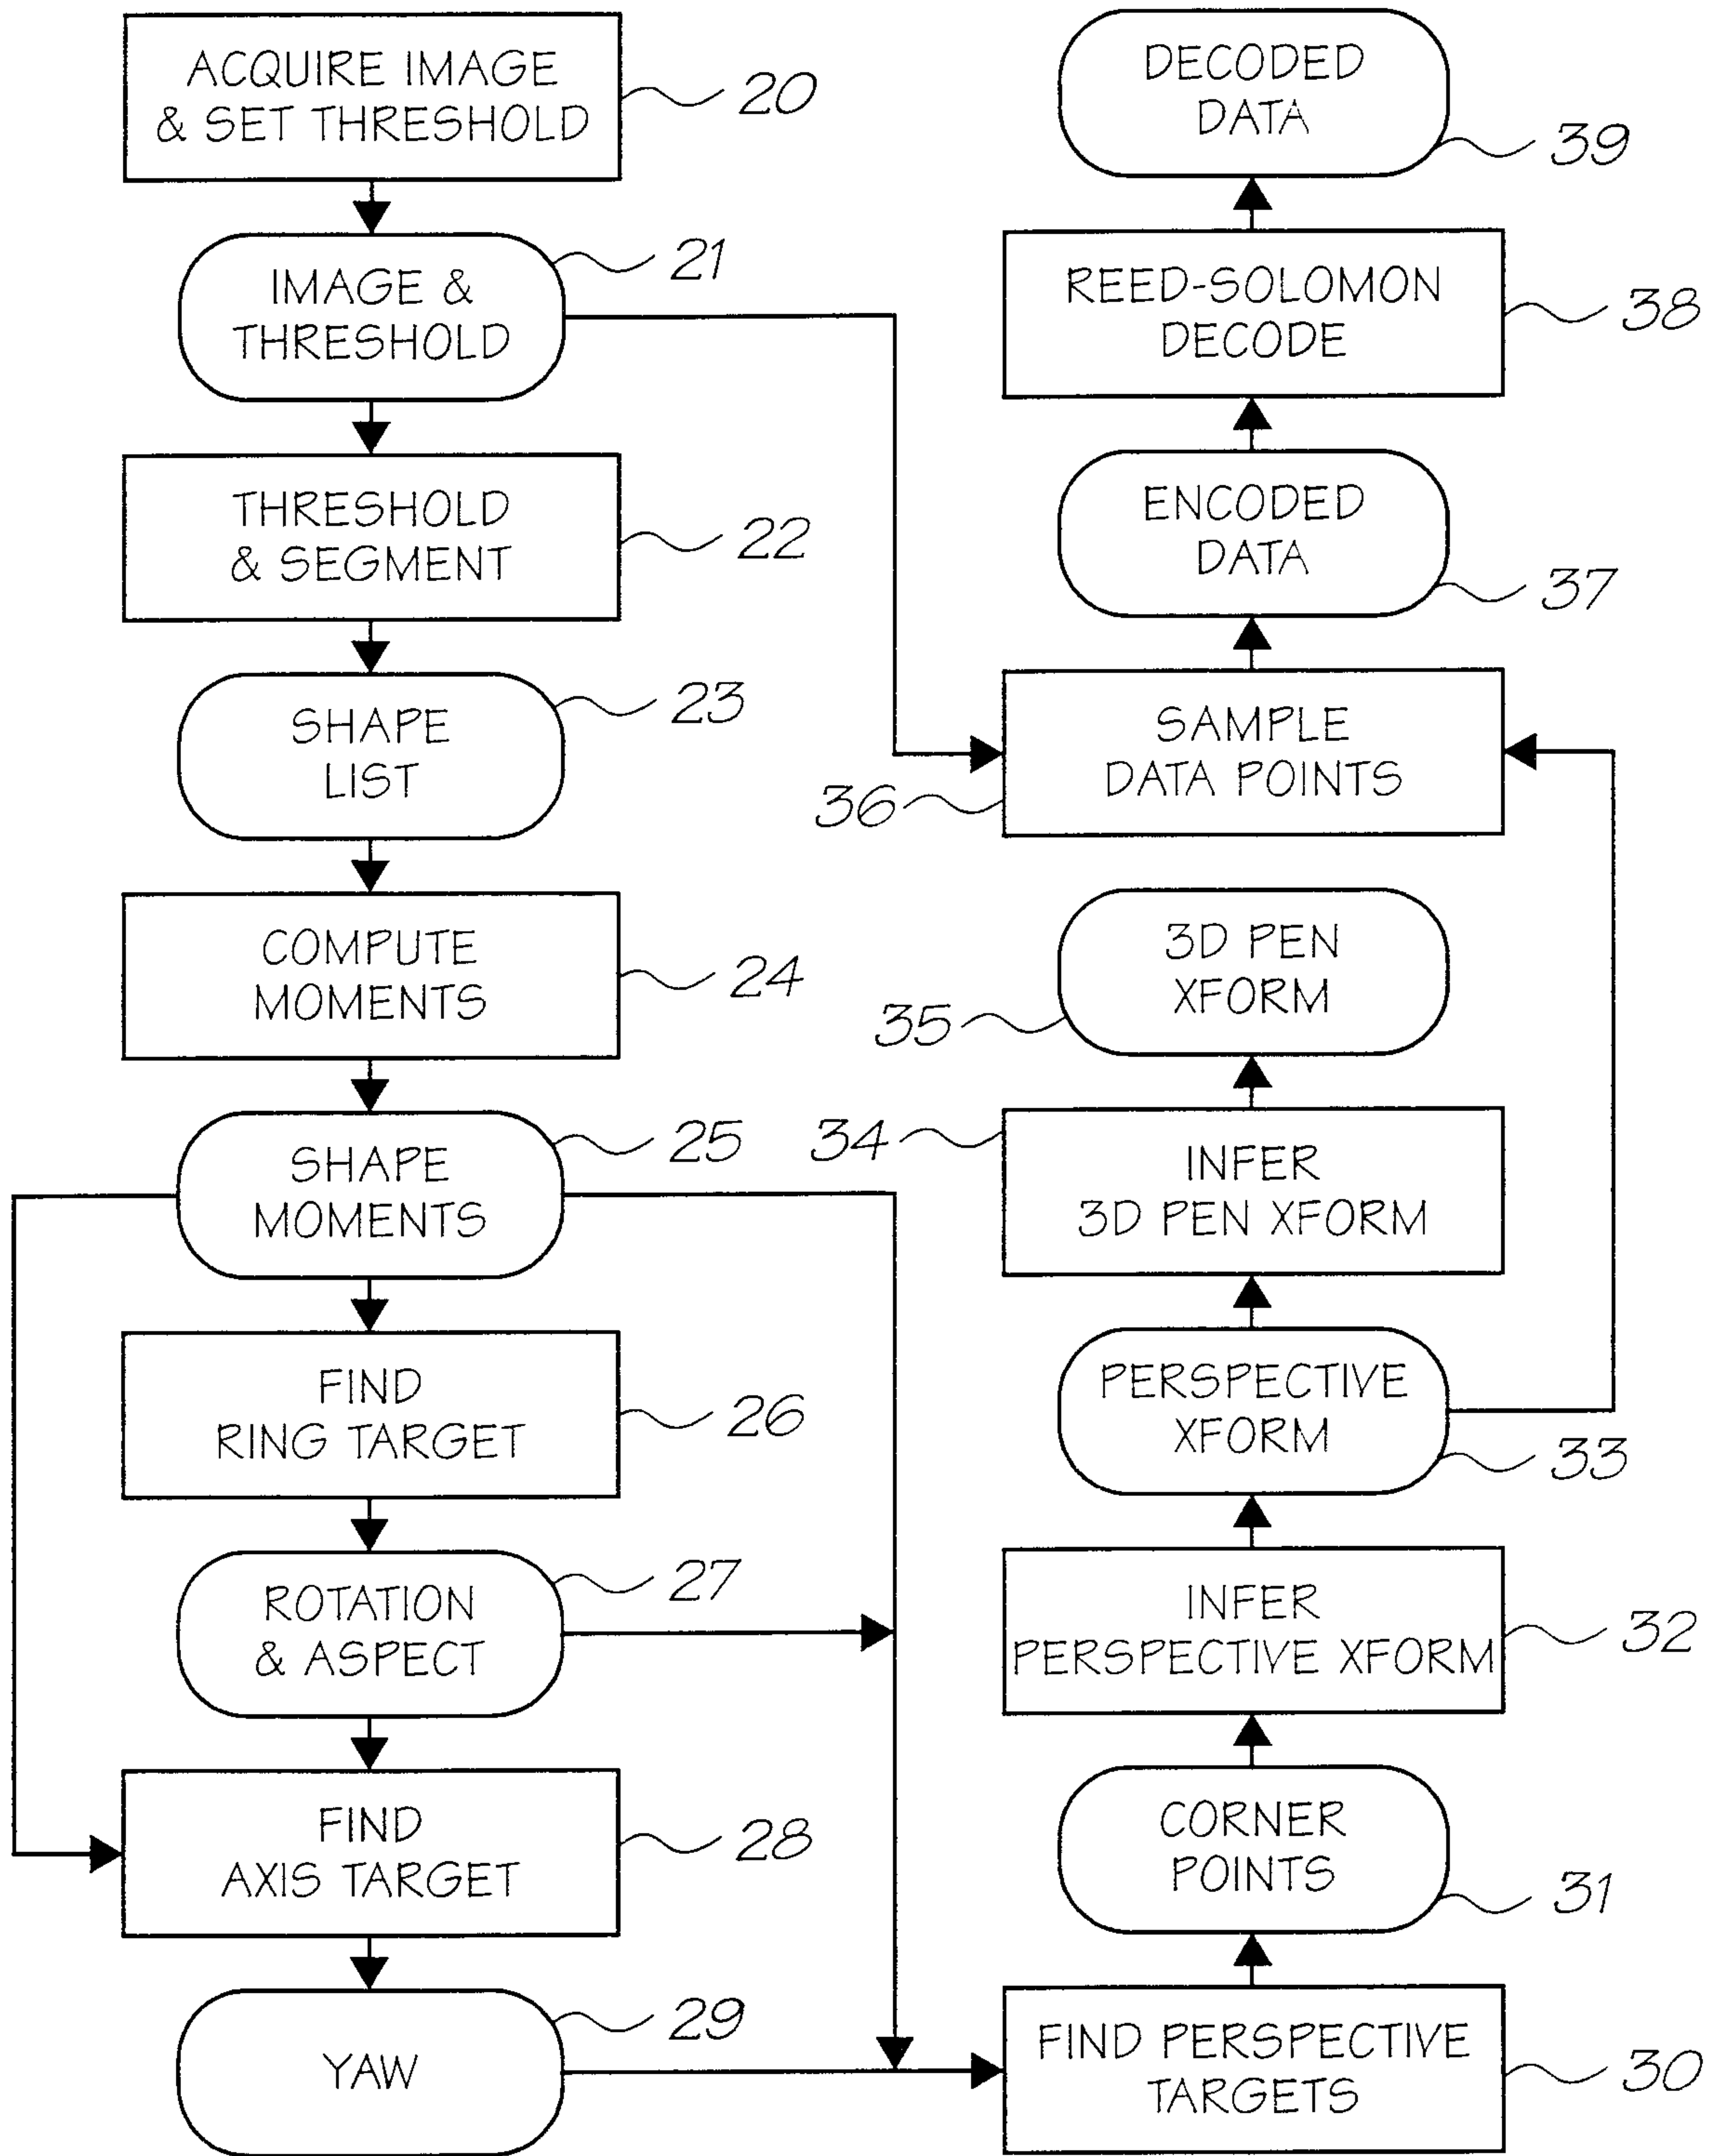 ACQUIRE IMAGE
& SET THRESHOLD
20
IMAGE &
THRESHOLD
21
THRESHOLD
& SEGMENT
22
SHAPE
LIST
23
COMPUTE
MOMENTS
24
SHAPE
MOMENTS
25
FIND
RING TARGET
26
ROTATION
& ASPECT
27
FIND
AXIS TARGET
28
YAW
29
DECODED
DATA
39
REED-SOLOMON
DECODE
38
ENCODED
DATA
37
SAMPLE
DATA POINTS
36
3D PEN
XFORM
35
INFER
3D PEN XFORM
34
PERSPECTIVE
XFORM
33
INFER
PERSPECTIVE XFORM
32
CORNER
POINTS
31
FIND PERSPECTIVE
TARGETS
30